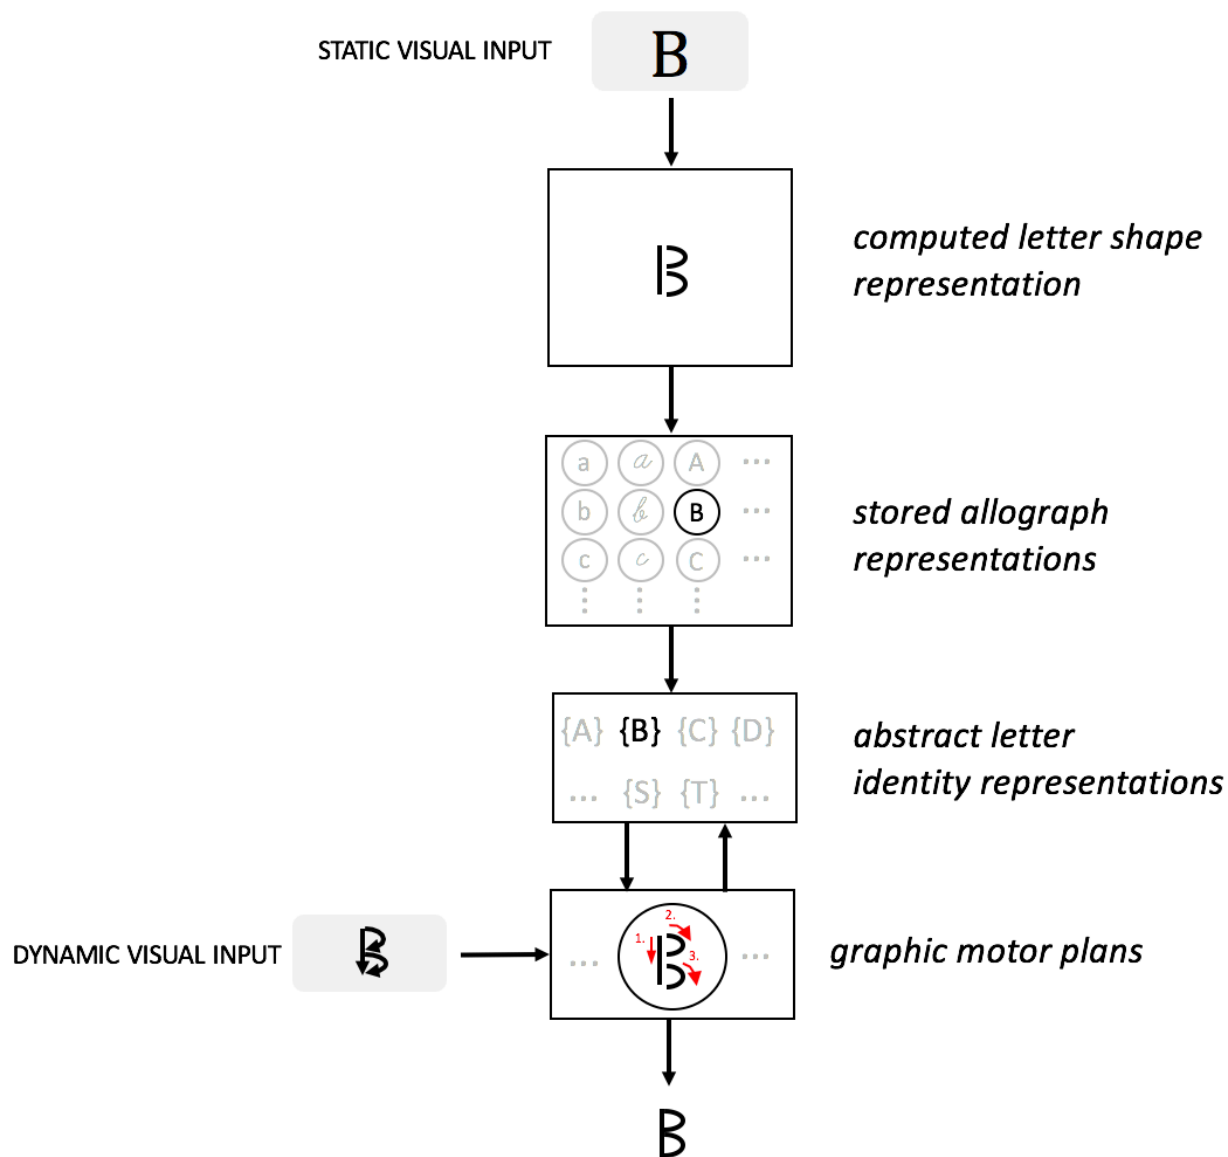 STATIC VISUAL INPUT B
B
computed letter shape
representation
a a A ...
b b B ...
c c C ...
stored allograph
representations
{A} {B} {C} {D}
... {S} {T} ...
abstract letter
identity representations
DYNAMIC VISUAL INPUT B
... 1. 2. 3. B ...
graphic motor plans
B